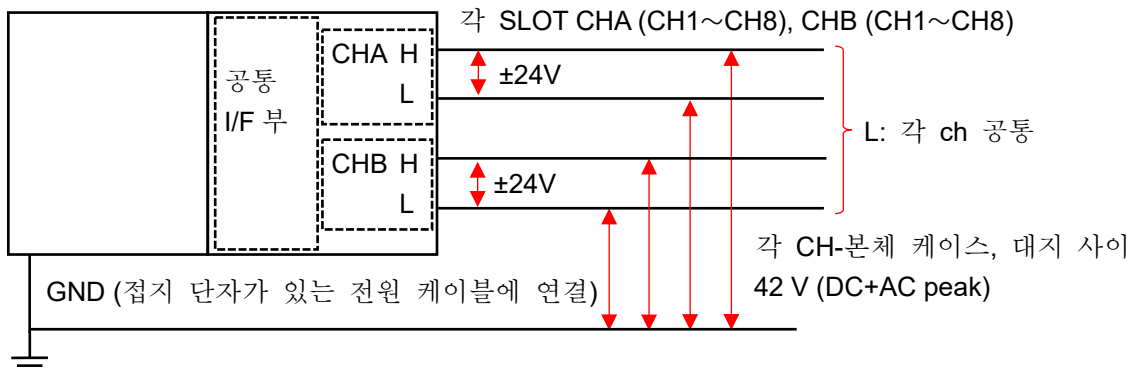 각 SLOT CHA (CH1～CH8), CHB (CH1～CH8)
공통
I/F 부
CHA H
L
±24V
CHB H
L
±24V
L: 각 ch 공통
각 CH-본체 케이스, 대지 사이
42 V (DC+AC peak)
GND (접지 단자가 있는 전원 케이블에 연결)